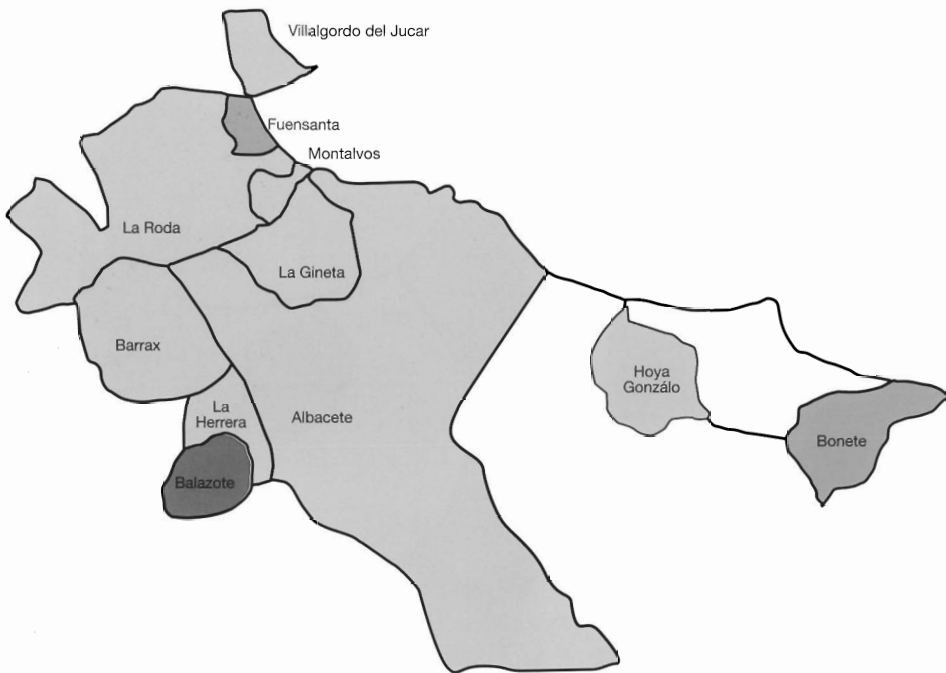 Villalgordo del Jucar
Fuensanta
Montalvos
La Roda
La Gineta
Barrax
Hoya
Gonzálo
La
Herrera
Albacete
Bonete
Balazote